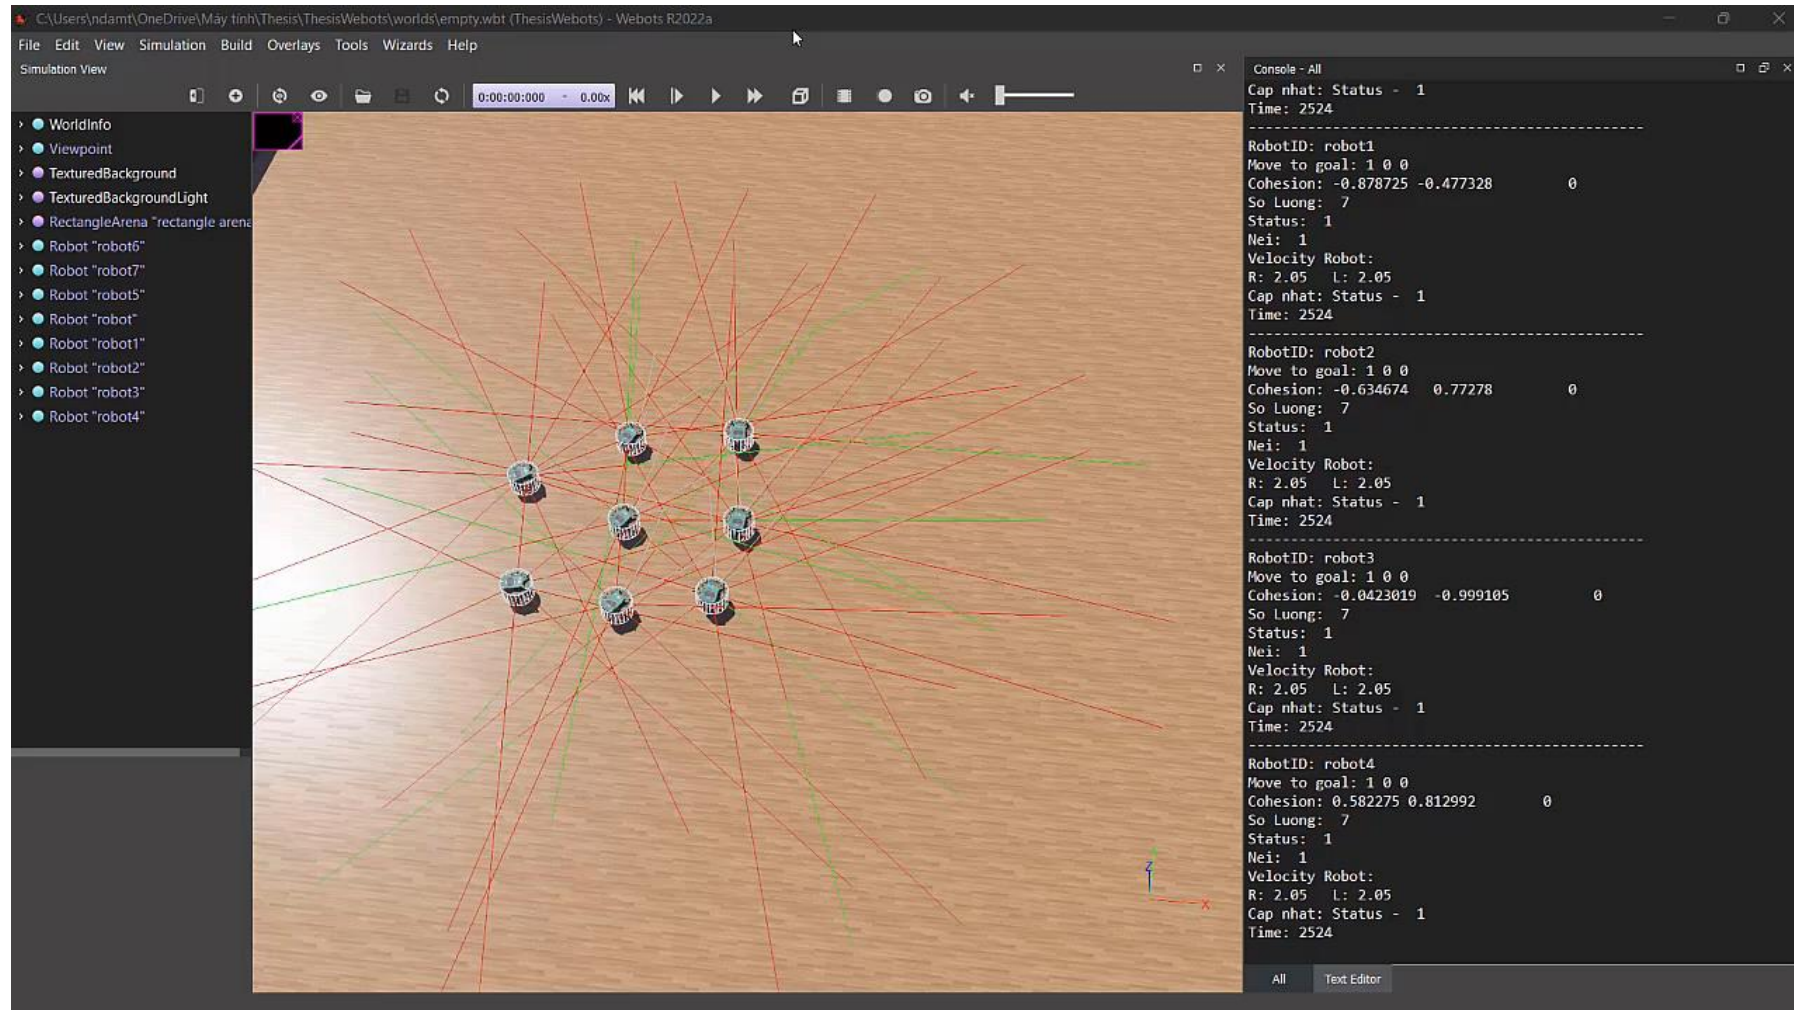 C:\Users\ndamt\OneDrive\Máy tính\Thesis\ThesisWebots\worlds\empty.wbt (ThesisWebots) - Webots R2022a
File Edit View Simulation Build Overlays Tools Wizards Help
Simulation View
0:00:00:000 - 0.00x
WorldInfo
Viewpoint
TexturedBackground
TexturedBackgroundLight
RectangleArena "rectangle arena
Robot "robot6"
Robot "robot7"
Robot "robot5"
Robot "robot"
Robot "robot1"
Robot "robot2"
Robot "robot3"
Robot "robot4"
Z
X
Console - All
Cap nhat: Status - 1
Time: 2524
----------------------------------------------
RobotID: robot1
Move to goal: 1 0 0
Cohesion: -0.878725 -0.477328 0
So Luong: 7
Status: 1
Nei: 1
Velocity Robot:
R: 2.05 L: 2.05
Cap nhat: Status - 1
Time: 2524
----------------------------------------------
RobotID: robot2
Move to goal: 1 0 0
Cohesion: -0.634674 0.77278 0
So Luong: 7
Status: 1
Nei: 1
Velocity Robot:
R: 2.05 L: 2.05
Cap nhat: Status - 1
Time: 2524
----------------------------------------------
RobotID: robot3
Move to goal: 1 0 0
Cohesion: -0.0423019 -0.999105 0
So Luong: 7
Status: 1
Nei: 1
Velocity Robot:
R: 2.05 L: 2.05
Cap nhat: Status - 1
Time: 2524
----------------------------------------------
RobotID: robot4
Move to goal: 1 0 0
Cohesion: 0.582275 0.812992 0
So Luong: 7
Status: 1
Nei: 1
Velocity Robot:
R: 2.05 L: 2.05
Cap nhat: Status - 1
Time: 2524
All Text Editor